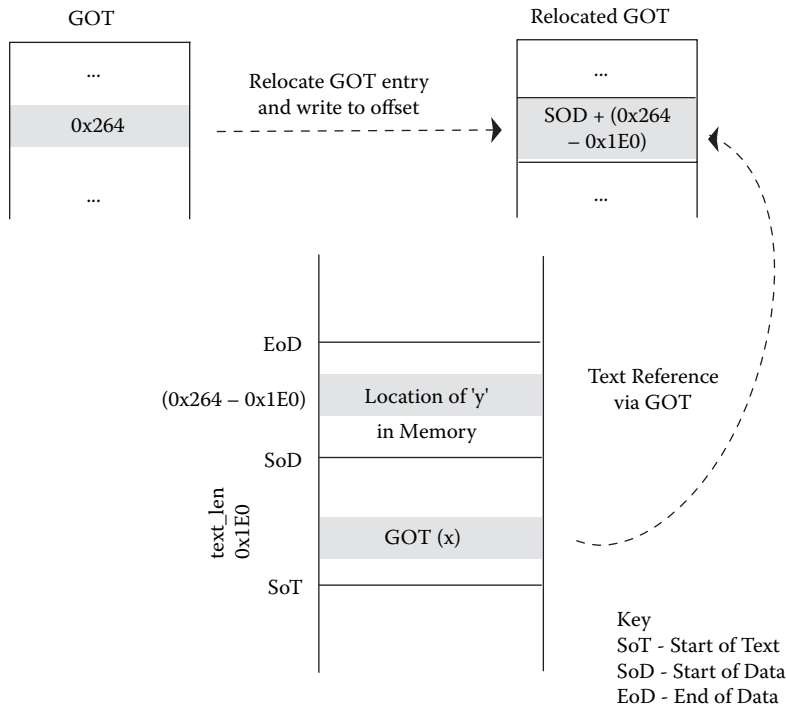 GOT
Relocated GOT
...
0x264
...
Relocate GOT entry
and write to offset
...
SOD + (0x264
– 0x1E0)
...
EoD
(0x264 – 0x1E0)
SoD
text_len
0x1E0
SoT
Location of 'y'
in Memory
GOT (x)
Text Reference
via GOT
Key
SoT - Start of Text
SoD - Start of Data
EoD - End of Data